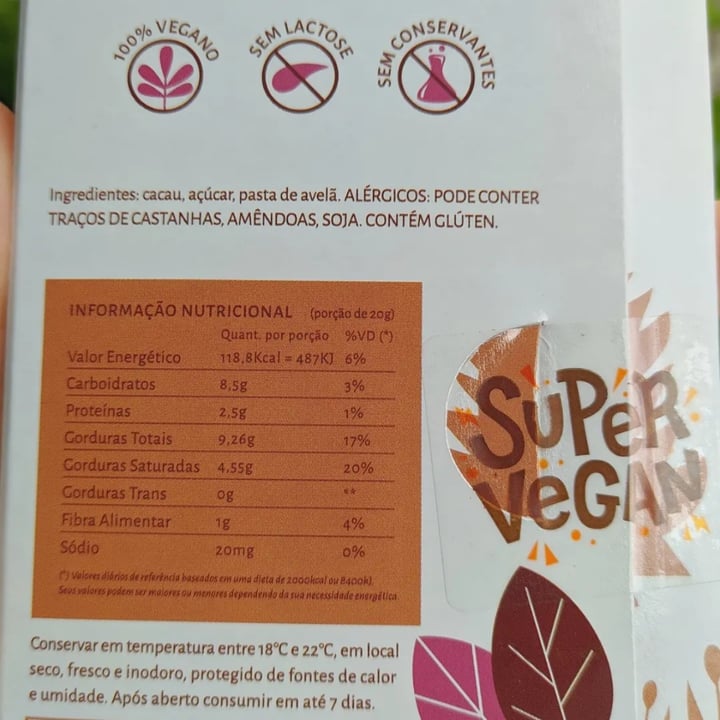 100% VEGANO
SEM LACTOSE
SEM CONSERVANTES
Ingredientes: cacau, açúcar, pasta de avelã. ALÉRGICOS: PODE CONTER
TRAÇOS DE CASTANHAS, AMÊNDOAS, SOJA. CONTÉM GLÚTEN.
INFORMAÇÃO NUTRICIONAL (porção de 20g)
Quant. por porção %VD (*)
Valor Energético 118,8Kcal = 487KJ 6%
Carboidratos 8,5g 3%
Proteínas 2,5g 1%
Gorduras Totais 9,26g 17%
Gorduras Saturadas 4,55g 20%
Gorduras Trans 0g **
Fibra Alimentar 1g 4%
Sódio 20mg 0%
(*) Valores diários de referência baseados em uma dieta de 2000kcal ou 8400kj.
Seus valores podem ser maiores ou menores dependendo da sua necessidade energética.
SUPER
VEGAN
Conservar em temperatura entre 18°C e 22°C, em local
seco, fresco e inodoro, protegido de fontes de calor
e umidade. Após aberto consumir em até 7 dias.